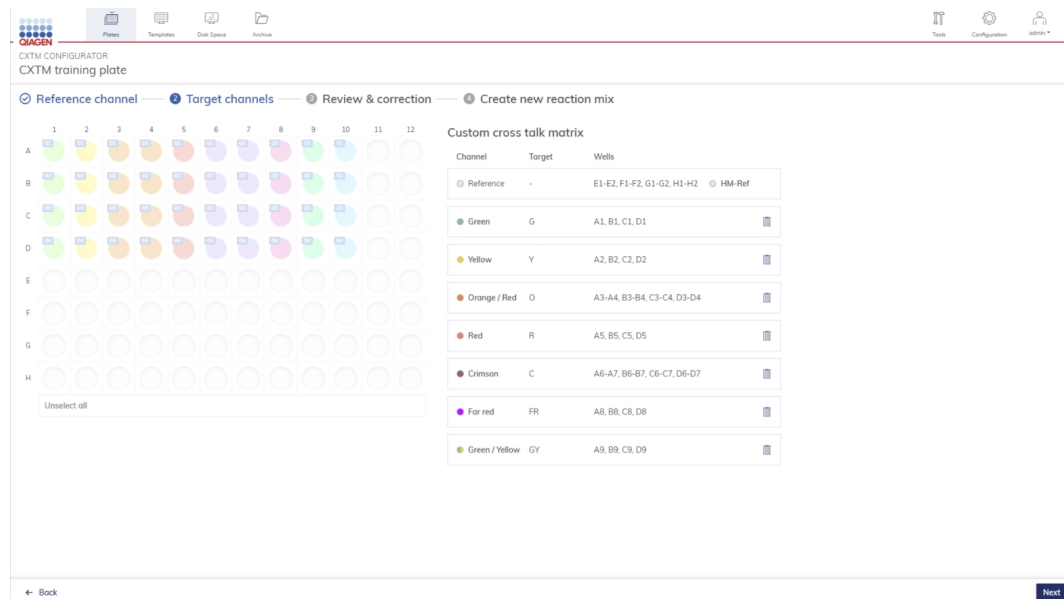 Plates
Templates
Disk Space
Archive
Tools
Configuration
admin
QIAGEN
CXTM CONFIGURATOR
CXTM training plate
Reference channel
2 Target channels
3 Review & correction
4 Create new reaction mix
1 2 3 4 5 6 7 8 9 10 11 12
A
B
C
D
E
F
G
H
Unselect all
Custom cross talk matrix
Channel Target Wells
Reference - E1-E2, F1-F2, G1-G2, H1-H2 HM-Ref
Green G A1, B1, C1, D1
Yellow Y A2, B2, C2, D2
Orange / Red O A3-A4, B3-B4, C3-C4, D3-D4
Red R A5, B5, C5, D5
Crimson C A6-A7, B6-B7, C6-C7, D6-D7
Far red FR A8, B8, C8, D8
Green / Yellow GY A9, B9, C9, D9
← Back
Next